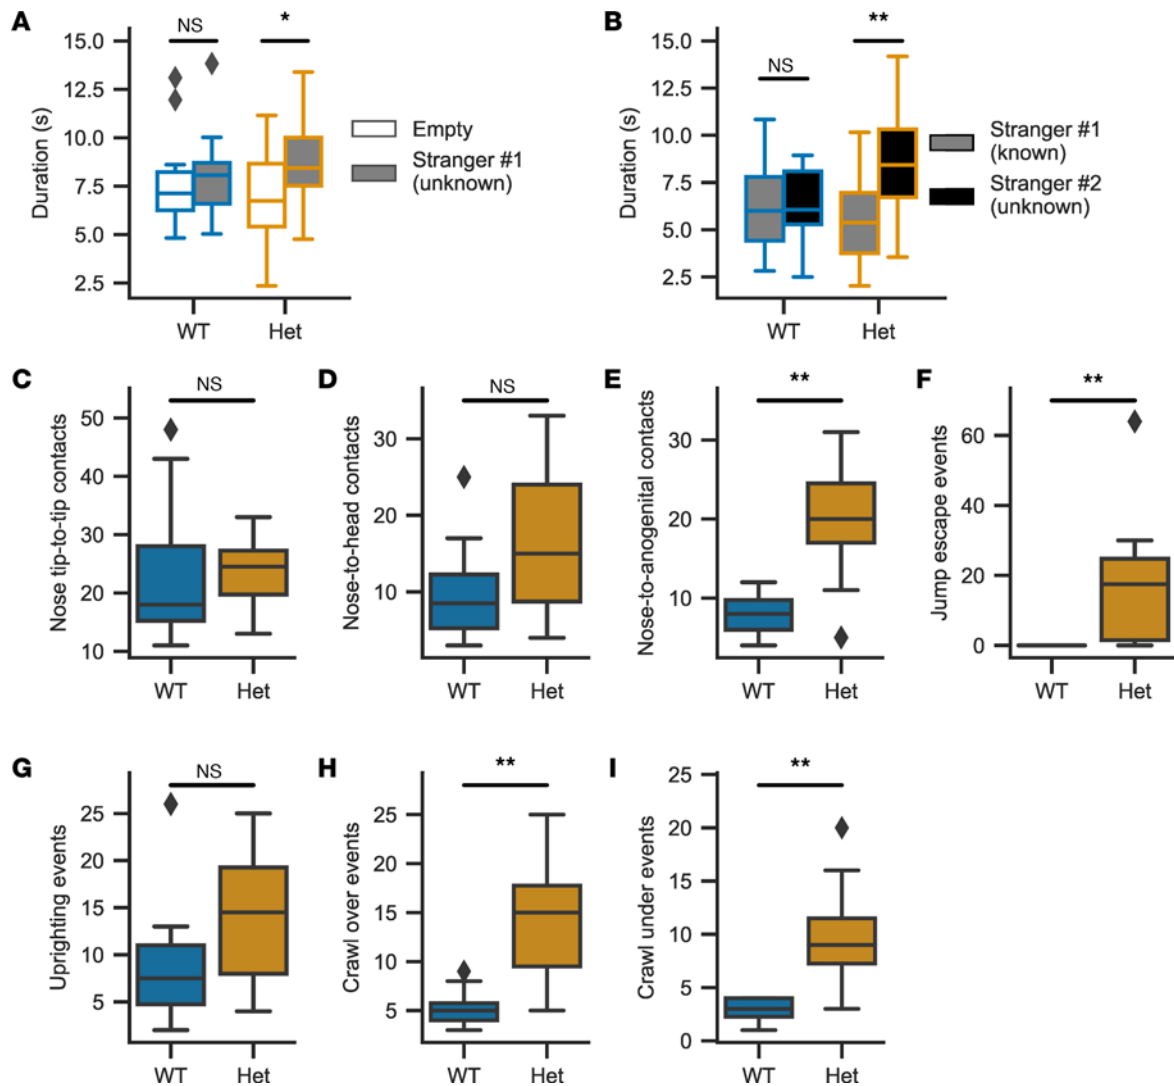 A
NS
*
15.0
12.5
10.0
7.5
5.0
2.5
Duration (s)
WT
Het
Empty
Stranger #1
(unknown)
B
NS
**
15.0
12.5
10.0
7.5
5.0
2.5
Duration (s)
WT
Het
Stranger #1
(known)
Stranger #2
(unknown)
C
NS
50
40
30
20
10
Nose tip-to-tip contacts
WT
Het
D
NS
30
20
10
Nose-to-head contacts
WT
Het
E
**
30
20
10
Nose-to-anogenital contacts
WT
Het
F
**
60
40
20
0
Jump escape events
WT
Het
G
NS
25
20
15
10
5
Uprighting events
WT
Het
H
**
25
20
15
10
5
Crawl over events
WT
Het
I
**
25
20
15
10
5
0
Crawl under events
WT
Het